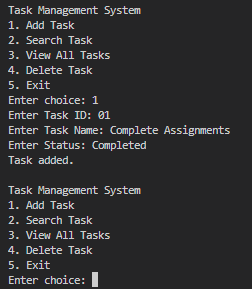 Task Management System
1. Add Task
2. Search Task
3. View All Tasks
4. Delete Task
5. Exit
Enter choice: 1
Enter Task ID: 01
Enter Task Name: Complete Assignments
Enter Status: Completed
Task added.

Task Management System
1. Add Task
2. Search Task
3. View All Tasks
4. Delete Task
5. Exit
Enter choice: